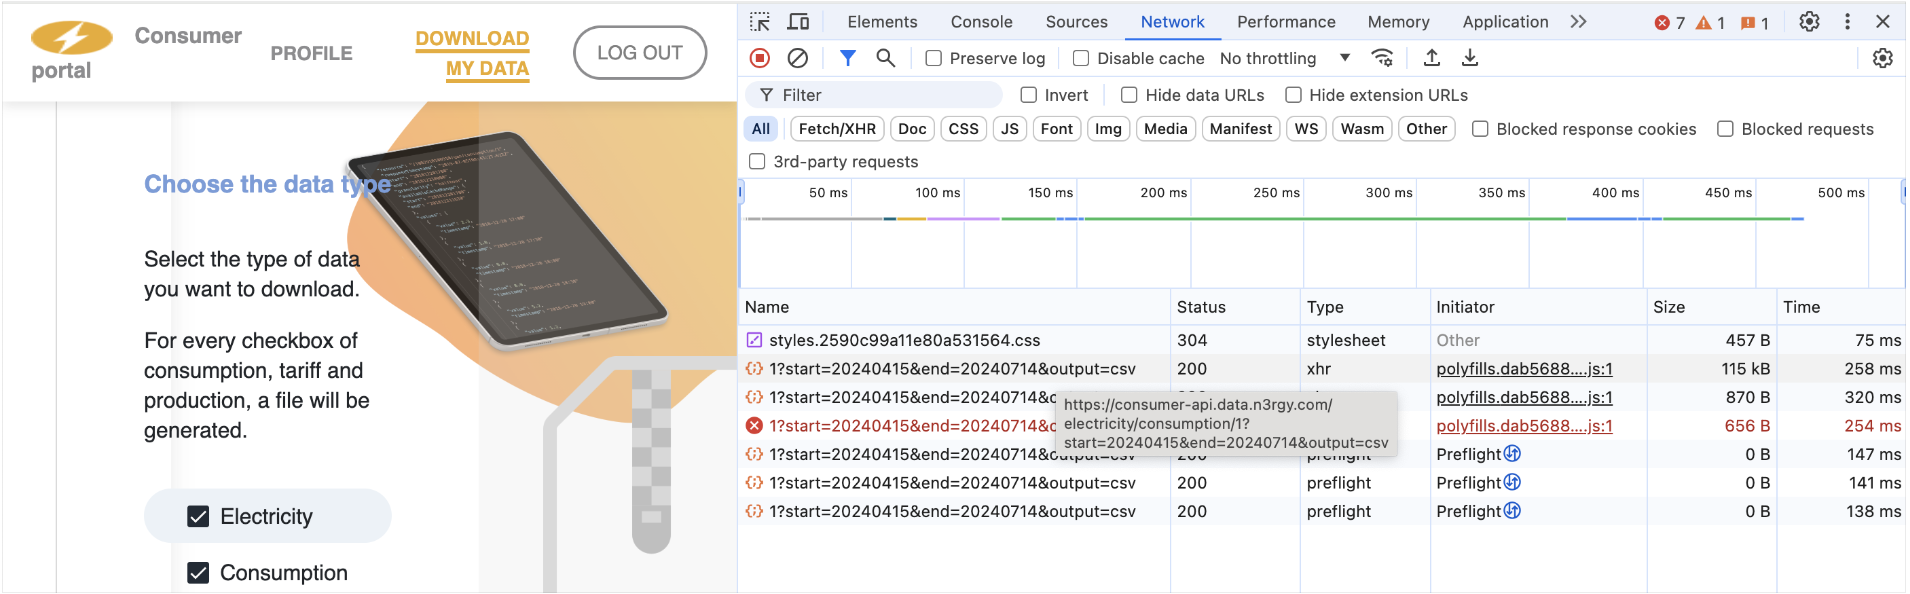 Consumer
portal
PROFILE
DOWNLOAD
MY DATA
LOG OUT
Choose the data type
Select the type of data
you want to download.
For every checkbox of
consumption, tariff and
production, a file will be
generated.
Electricity
Consumption
Elements Console Sources Network Performance Memory Application 7 1 1
Preserve log Disable cache No throttling
Filter Invert Hide data URLs Hide extension URLs
All Fetch/XHR Doc CSS JS Font Img Media Manifest WS Wasm Other Blocked response cookies Blocked requests
3rd-party requests
50 ms 100 ms 150 ms 200 ms 250 ms 300 ms 350 ms 400 ms 450 ms 500 ms
Name Status Type Initiator Size Time
styles.2590c99a11e80a531564.css 304 stylesheet Other 457 B 75 ms
1?start=20240415&end=20240714&output=csv 200 xhr polyfills.dab5688....js:1 115 kB 258 ms
1?start=20240415&end=20240714&o polyfills.dab5688....js:1 870 B 320 ms
1?start=20240415&end=20240714&o polyfills.dab5688....js:1 656 B 254 ms
https://consumer-api.data.n3rgy.com/
electricity/consumption/1?
start=20240415&end=20240714&output=csv
1?start=20240415&end=20240714&output=csv 200 preflight Preflight 0 B 147 ms
1?start=20240415&end=20240714&output=csv 200 preflight Preflight 0 B 141 ms
1?start=20240415&end=20240714&output=csv 200 preflight Preflight 0 B 138 ms